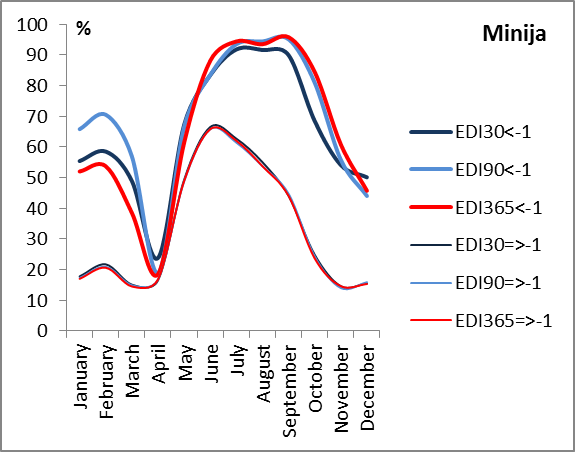 %
Minija
100
90
80
70
60
50
40
30
20
10
0
January
February
March
April
May
June
July
August
September
October
November
December
EDI30<-1
EDI90<-1
EDI365<-1
EDI30=>-1
EDI90=>-1
EDI365=>-1